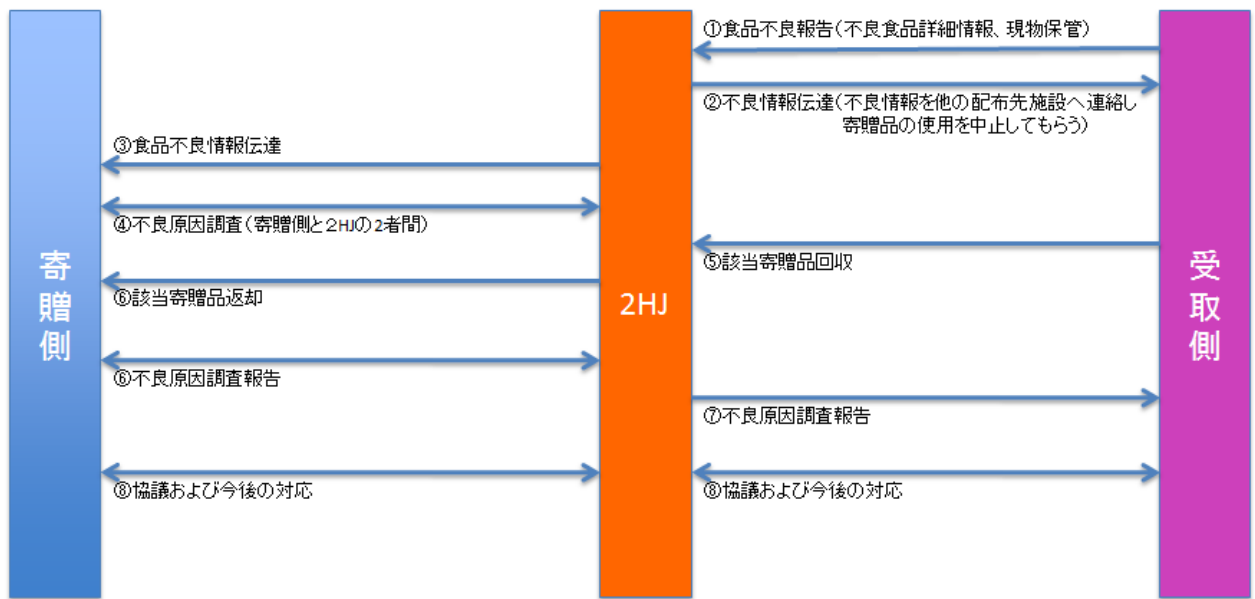 ①食品不良報告(不良食品詳細情報、現物保管)
②不良情報伝達(不良情報を他の配布先施設へ連絡し
寄贈品の使用を中止してもらう)
③食品不良情報伝達
④不良原因調査(寄贈側と2HJの2者間)
⑤該当寄贈品回収
⑥該当寄贈品返却
⑥不良原因調査報告
⑦不良原因調査報告
⑧協議および今後の対応
⑧協議および今後の対応
寄贈側
2HJ
受取側